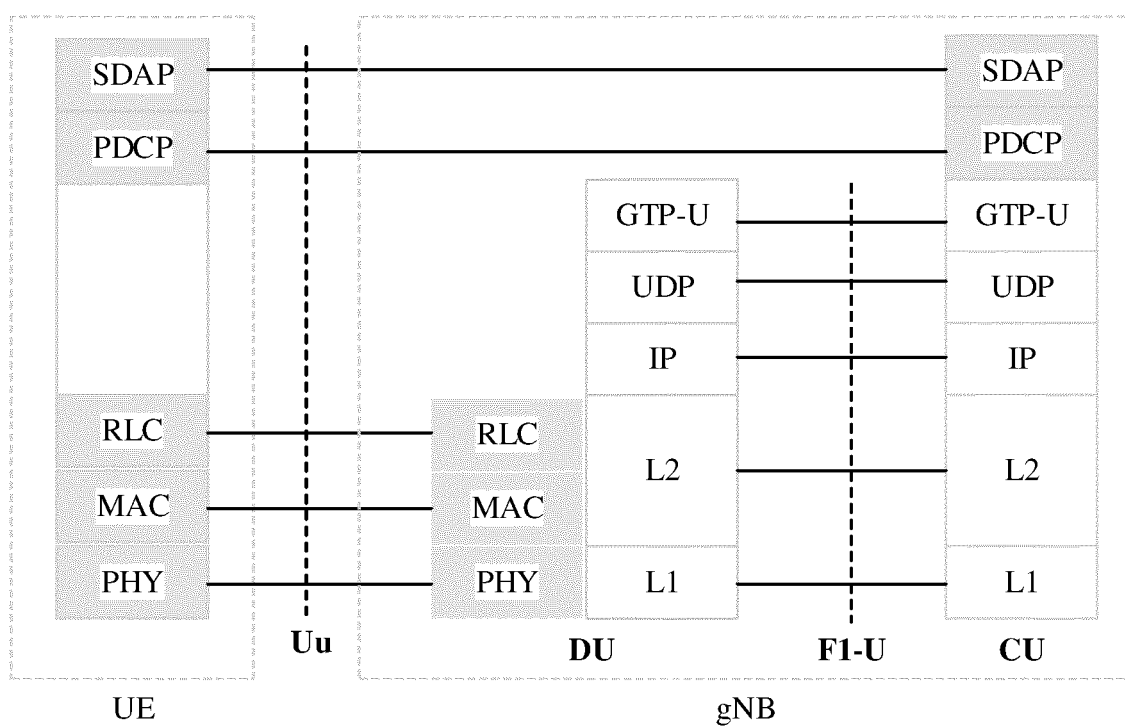 SDAP SDAP
PDCP PDCP
GTP-U GTP-U
UDP UDP
IP IP
RLC RLC
L2 L2
MAC MAC
PHY PHY L1 L1
Uu DU F1-U CU
UE gNB